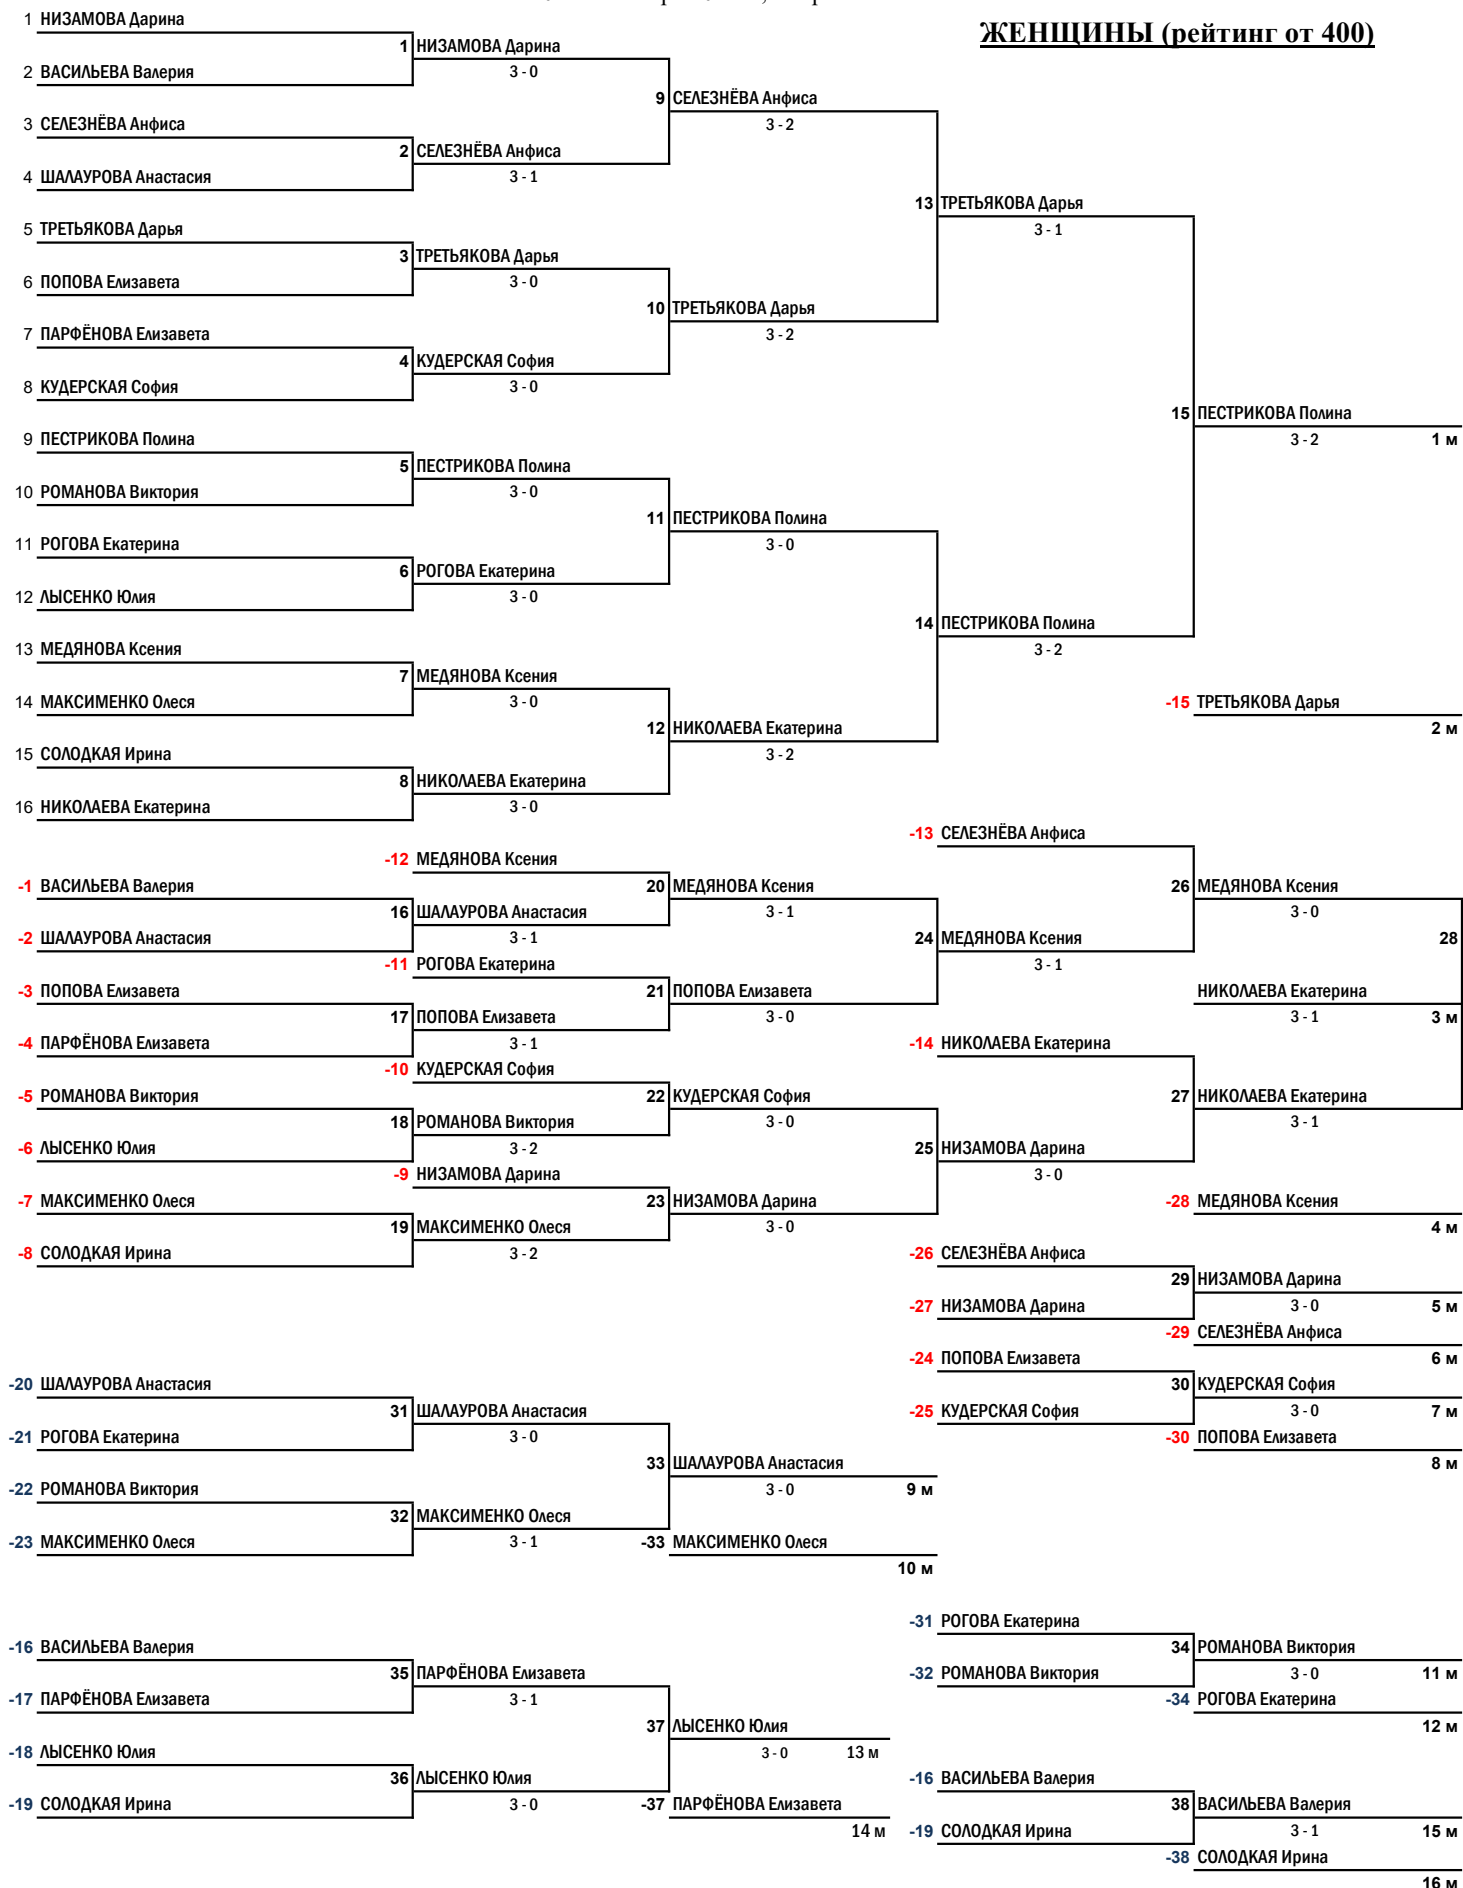 ЖЕНЩИНЫ (рейтинг от 400)
1 НИЗАМОВА Дарина
1 НИЗАМОВА Дарина
2 ВАСИЛЬЕВА Валерия
3 - 0
9 СЕЛЕЗНЁВА Анфиса
3 СЕЛЕЗНЁВА Анфиса
3 - 2
2 СЕЛЕЗНЁВА Анфиса
4 ШАЛАУРОВА Анастасия
3 - 1
13 ТРЕТЬЯКОВА Дарья
5 ТРЕТЬЯКОВА Дарья
3 - 1
3 ТРЕТЬЯКОВА Дарья
6 ПОПОВА Елизавета
3 - 0
10 ТРЕТЬЯКОВА Дарья
7 ПАРФЁНОВА Елизавета
3 - 2
4 КУДЕРСКАЯ София
8 КУДЕРСКАЯ София
3 - 0
15 ПЕСТРИКОВА Полина
9 ПЕСТРИКОВА Полина
3 - 2 1 м
5 ПЕСТРИКОВА Полина
10 РОМАНОВА Виктория
3 - 0
11 ПЕСТРИКОВА Полина
11 РОГОВА Екатерина
3 - 0
6 РОГОВА Екатерина
12 ЛЫСЕНКО Юлия
3 - 0
14 ПЕСТРИКОВА Полина
13 МЕДЯНОВА Ксения
3 - 2
7 МЕДЯНОВА Ксения
14 МАКСИМЕНКО Олеся
3 - 0
-15 ТРЕТЬЯКОВА Дарья
12 НИКОЛАЕВА Екатерина
2 м
15 СОЛОДКАЯ Ирина
3 - 2
8 НИКОЛАЕВА Екатерина
16 НИКОЛАЕВА Екатерина
3 - 0
-13 СЕЛЕЗНЁВА Анфиса
-12 МЕДЯНОВА Ксения
-1 ВАСИЛЬЕВА Валерия
20 МЕДЯНОВА Ксения
26 МЕДЯНОВА Ксения
16 ШАЛАУРОВА Анастасия
3 - 1
3 - 0
-2 ШАЛАУРОВА Анастасия
3 - 1
24 МЕДЯНОВА Ксения
28
-11 РОГОВА Екатерина
3 - 1
-3 ПОПОВА Елизавета
21 ПОПОВА Елизавета
НИКОЛАЕВА Екатерина
17 ПОПОВА Елизавета
3 - 0
3 - 1 3 м
-4 ПАРФЁНОВА Елизавета
3 - 1
-14 НИКОЛАЕВА Екатерина
-10 КУДЕРСКАЯ София
-5 РОМАНОВА Виктория
22 КУДЕРСКАЯ София
27 НИКОЛАЕВА Екатерина
18 РОМАНОВА Виктория
3 - 0
3 - 1
-6 ЛЫСЕНКО Юлия
3 - 2
25 НИЗАМОВА Дарина
-9 НИЗАМОВА Дарина
3 - 0
-7 МАКСИМЕНКО Олеся
23 НИЗАМОВА Дарина
-28 МЕДЯНОВА Ксения
19 МАКСИМЕНКО Олеся
3 - 0
4 м
-8 СОЛОДКАЯ Ирина
3 - 2
-26 СЕЛЕЗНЁВА Анфиса
29 НИЗАМОВА Дарина
-27 НИЗАМОВА Дарина
3 - 0 5 м
-29 СЕЛЕЗНЁВА Анфиса
-24 ПОПОВА Елизавета
6 м
-20 ШАЛАУРОВА Анастасия
30 КУДЕРСКАЯ София
31 ШАЛАУРОВА Анастасия
-25 КУДЕРСКАЯ София
3 - 0 7 м
-21 РОГОВА Екатерина
3 - 0
-30 ПОПОВА Елизавета
33 ШАЛАУРОВА Анастасия
8 м
-22 РОМАНОВА Виктория
3 - 0 9 м
32 МАКСИМЕНКО Олеся
-23 МАКСИМЕНКО Олеся
3 - 1
-33 МАКСИМЕНКО Олеся
10 м
-31 РОГОВА Екатерина
-16 ВАСИЛЬЕВА Валерия
34 РОМАНОВА Виктория
35 ПАРФЁНОВА Елизавета
-32 РОМАНОВА Виктория
3 - 0 11 м
-17 ПАРФЁНОВА Елизавета
3 - 1
-34 РОГОВА Екатерина
37 ЛЫСЕНКО Юлия
12 м
-18 ЛЫСЕНКО Юлия
3 - 0 13 м
36 ЛЫСЕНКО Юлия
-16 ВАСИЛЬЕВА Валерия
-19 СОЛОДКАЯ Ирина
3 - 0
-37 ПАРФЁНОВА Елизавета
38 ВАСИЛЬЕВА Валерия
14 м
-19 СОЛОДКАЯ Ирина
3 - 1 15 м
-38 СОЛОДКАЯ Ирина
16 м